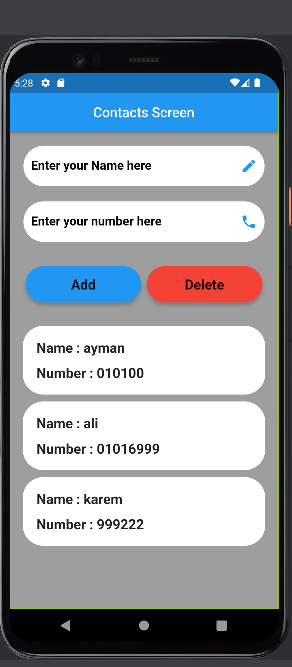 5:28
Contacts Screen
Enter your Name here
Enter your number here
Add
Delete
Name : ayman
Number : 010100
Name : ali
Number : 01016999
Name : karem
Number : 999222